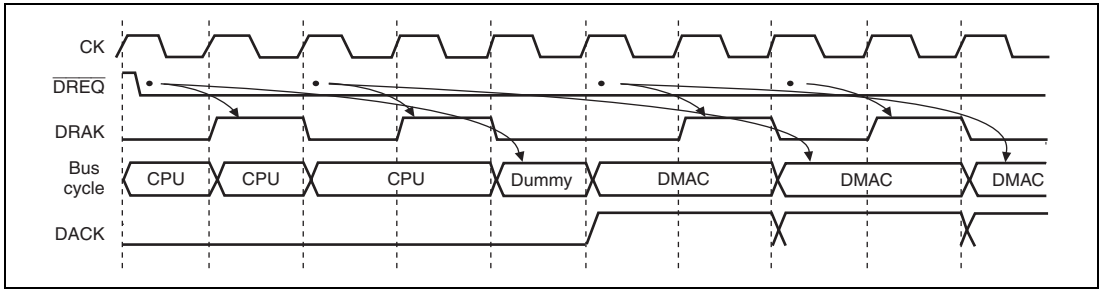 CK
DREQ
DRAK
Bus cycle CPU CPU CPU Dummy DMAC DMAC DMAC
DACK